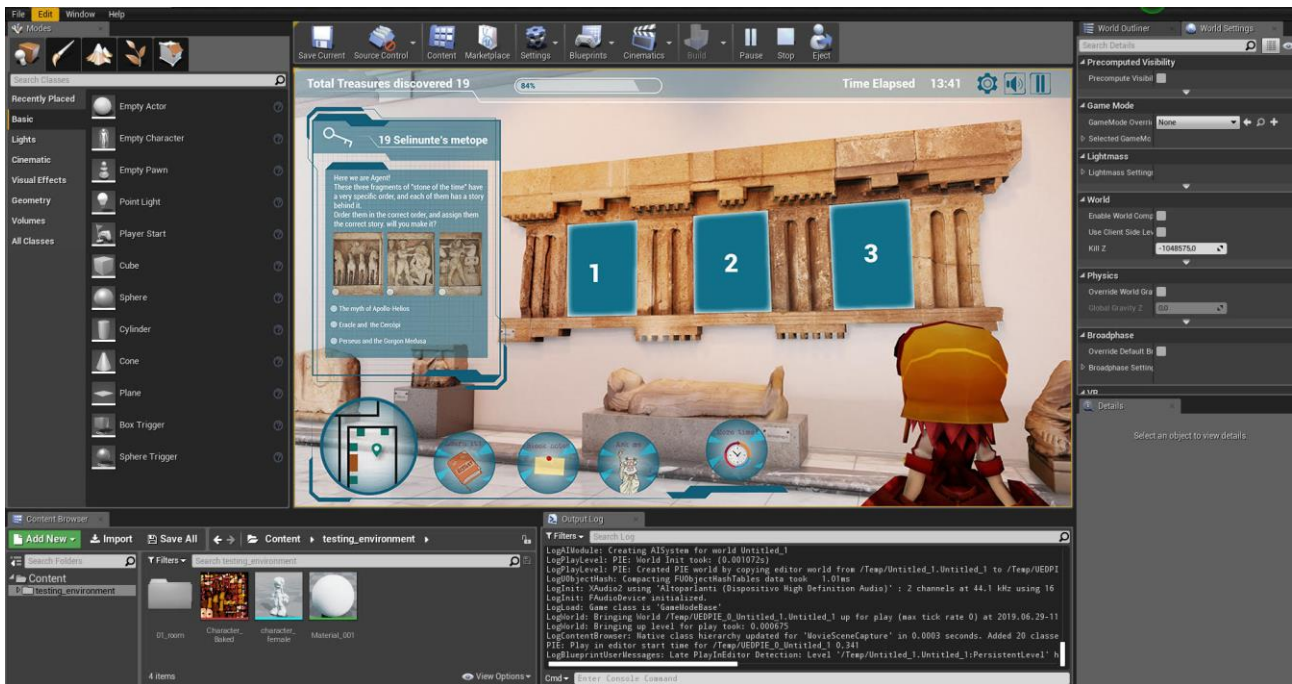 File Edit Window Help
Modes
Search Classes
Recently Placed
Basic
Lights
Cinematic
Visual Effects
Geometry
Volumes
All Classes
Empty Actor
Empty Character
Empty Pawn
Point Light
Player Start
Cube
Sphere
Cylinder
Cone
Plane
Box Trigger
Sphere Trigger
Save Current Source Control Content Marketplace Settings Blueprints Cinematics Build Pause Stop Eject
Total Treasures discovered 19 84% Time Elapsed 13:41
19 Selinunte's metope
Here we are Agent!
These three fragments of "stone of the time" have
a very specific order, and each of them has a story
behind it.
Order them in the correct order, and assign them
the correct story. will you make it?
The myth of Apollo-Helios
Eracle and the Cercòpi
Perseus and the Gorgon Medusa
1 2 3
World Outliner World Settings
Search Details
Precomputed Visibility
Precompute Visibil
Game Mode
GameMode Overri None
Selected GameMo
Lightmass
Lightmass Setting
World
Enable World Comp
Use Client Side Lev
Kill Z -1048575,0
Physics
Override World Gra
Global Gravity Z 0,0
Broadphase
Override Default Br
Broadphase Setting
VR
Details
Select an object to view details
Content Browser
Add New Import Save All Content testing_environment
Search Folders
Content
testing_environment
Filters Search testing_environment
01_room
Character_
Baked
character_
female
Material_001
4 items View Options
Output Log
Filters Search Log
LogAIModule: Creating AISystem for world Untitled_1
LogPlayLevel: PIE: World Init took: (0.001072s)
LogPlayLevel: PIE: Created PIE world by copying editor world from /Temp/Untitled_1.Untitled_1 to /Temp/UEDPI
LogUObjectHash: Compacting FUObjectHashTables data took 1.01ms
LogInit: XAudio2 using 'Altoparlanti (Dispositivo High Definition Audio)' : 2 channels at 44.1 kHz using 16
LogInit: FAudioDevice initialized.
LogLoad: Game class is 'GameModeBase'
LogWorld: Bringing World /Temp/UEDPIE_0_Untitled_1.Untitled_1 up for play (max tick rate 0) at 2019.06.29-11
LogWorld: Bringing up level for play took: 0.000675
LogContentBrowser: Native class hierarchy updated for 'MovieSceneCapture' in 0.0003 seconds. Added 20 classe
PIE: Play in editor start time for /Temp/UEDPIE_0_Untitled_1 0.341
LogBlueprintUserMessages: Late PlayInEditor Detection: Level '/Temp/Untitled_1.Untitled_1:PersistentLevel' h
Cmd Enter Console Command